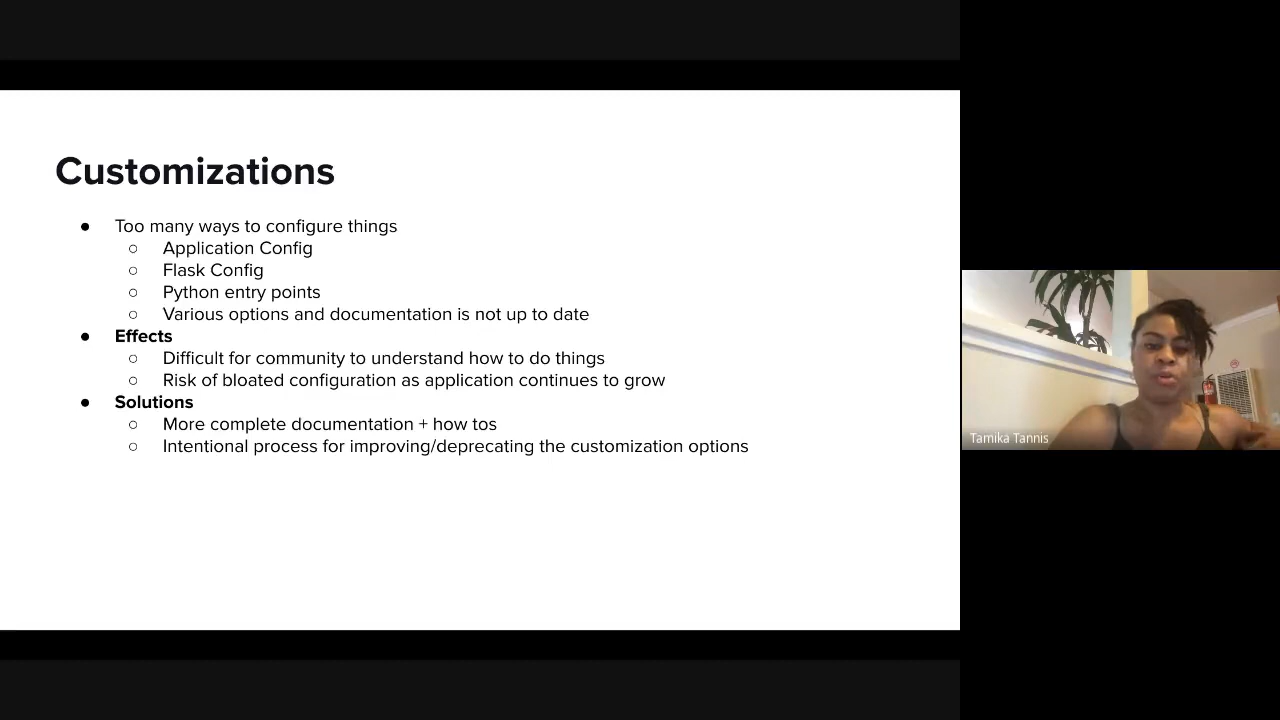 Customizations
● Too many ways to configure things
○ Application Config
○ Flask Config
○ Python entry points
○ Various options and documentation is not up to date
● Effects
○ Difficult for community to understand how to do things
○ Risk of bloated configuration as application continues to grow
● Solutions
○ More complete documentation + how tos
○ Intentional process for improving/deprecating the customization options
Tamika Tannis